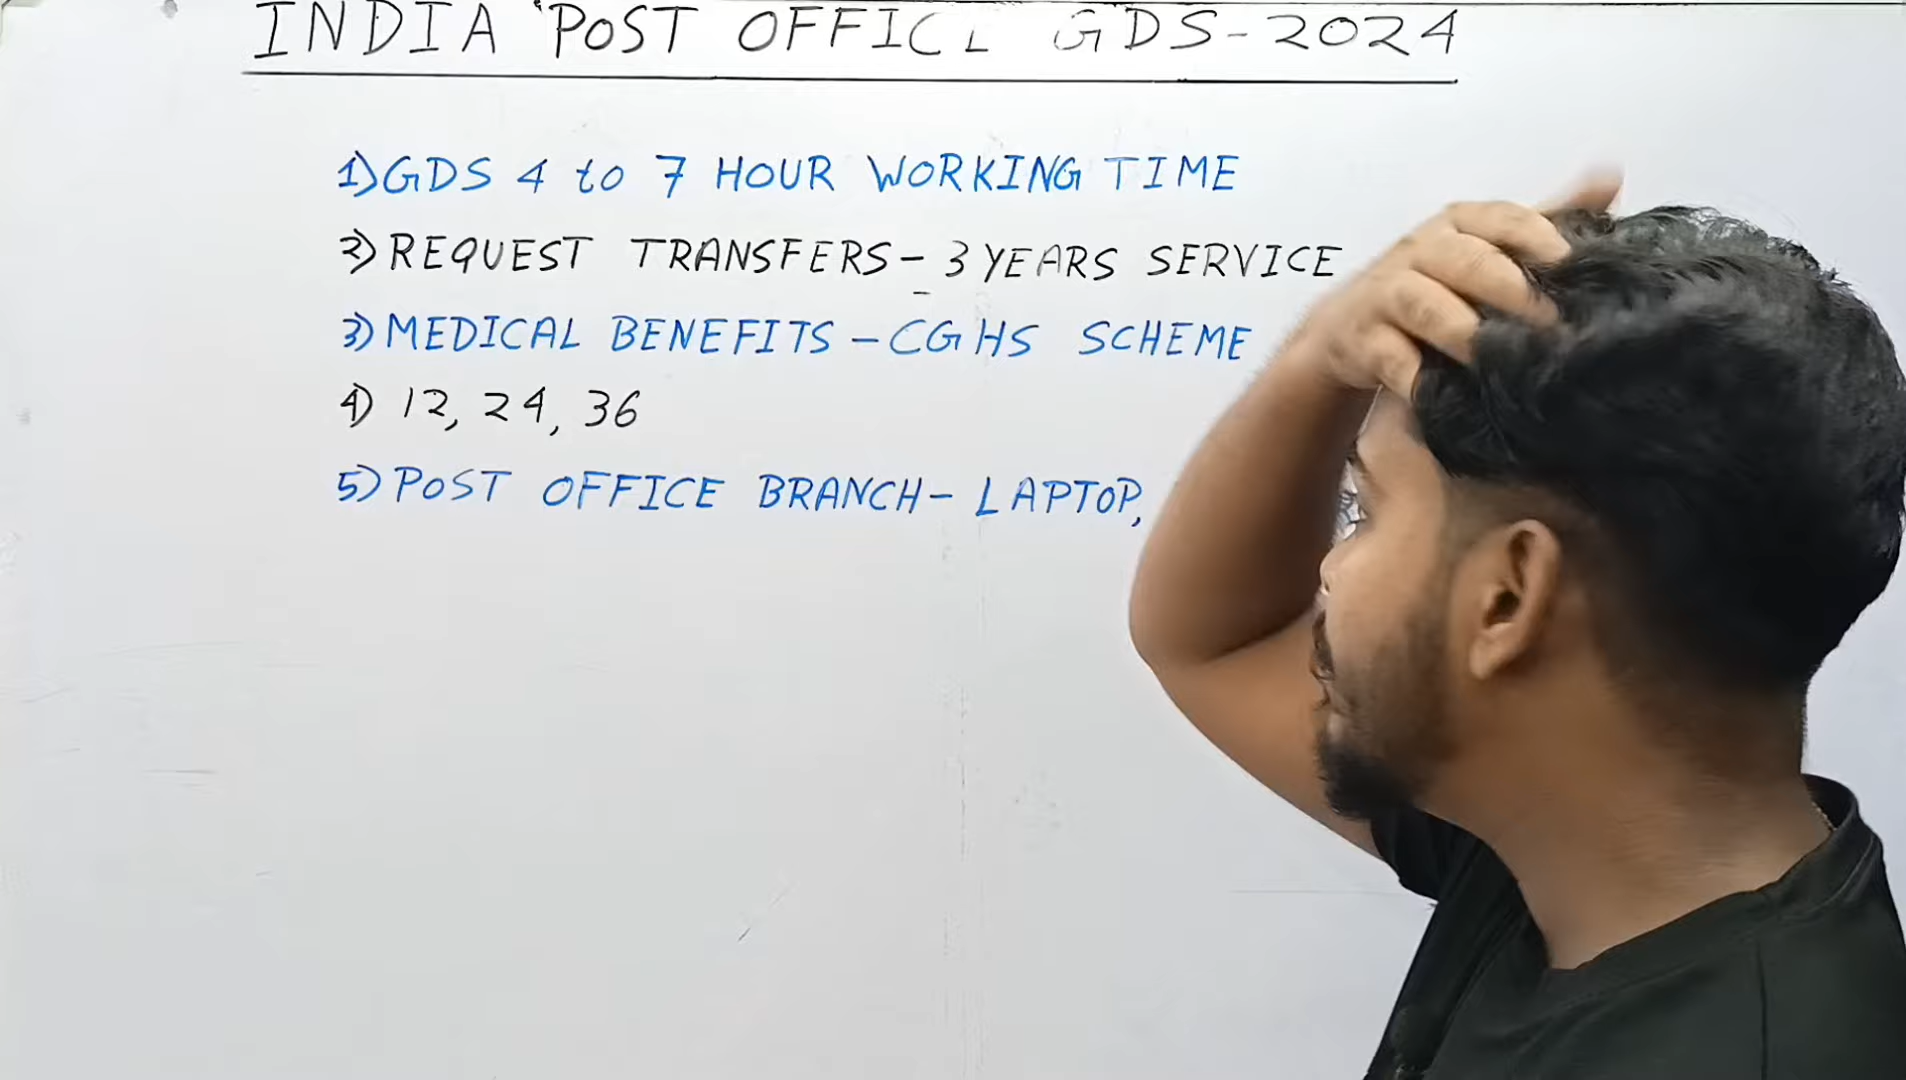 INDIA POST OFFICE GDS-2024
1) GDS 4 to 7 HOUR WORKING TIME
2) REQUEST TRANSFERS - 3 YEARS SERVICE
3) MEDICAL BENEFITS - CGHS SCHEME
4) 12, 24, 36
5) POST OFFICE BRANCH - LAPTOP,